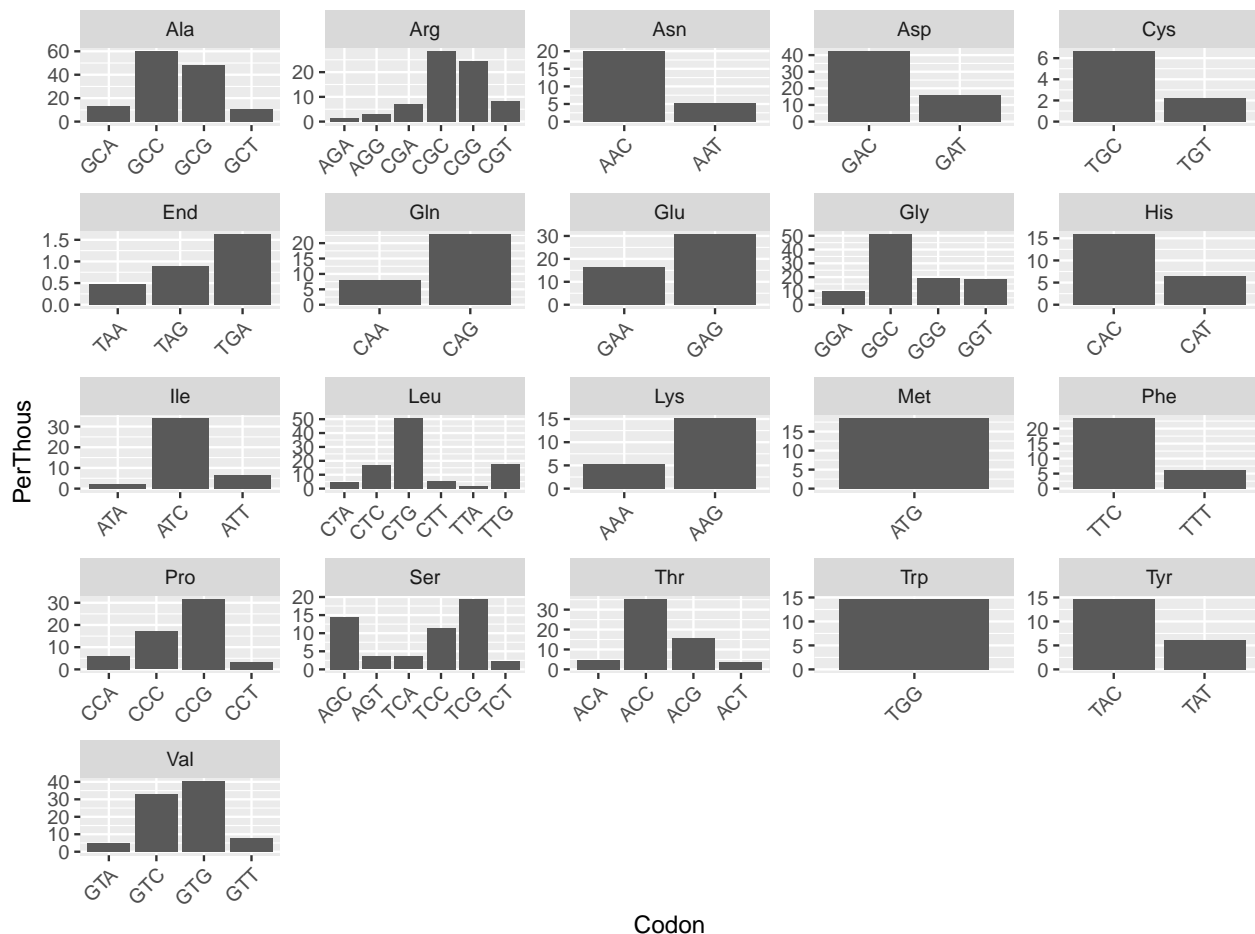 Ala Arg Asn Asp Cys
60 40 20 0
20 10 0
20 15 10 5 0
40 30 20 10 0
6 4 2 0
GCA GCC GCG GCT AGA AGG CGA CGC CGG CGT AAC AAT GAC GAT TGC TGT
End Gln Glu Gly His
1.5 1.0 0.5 0.0
20 15 10 5 0
30 20 10 0
50 40 30 20 10 0
15 10 5 0
TAA TAG TGA CAA CAG GAA GAG GGA GGC GGG GGT CAC CAT
Ile Leu Lys Met Phe
30 20 10 0
50 40 30 20 10 0
15 10 5 0
15 10 5 0
20 15 10 5 0
ATA ATC ATT CTA CTC CTG CTT TTA TTG AAA AAG ATG TTC TTT
Pro Ser Thr Trp Tyr
30 20 10 0
20 15 10 5 0
30 20 10 0
15 10 5 0
15 10 5 0
CCA CCC CCG CCT AGC AGT TCA TCC TCG TCT ACA ACC ACG ACT TGG TAC TAT
Val
40 30 20 10 0
GTA GTC GTG GTT
PerThous
Codon